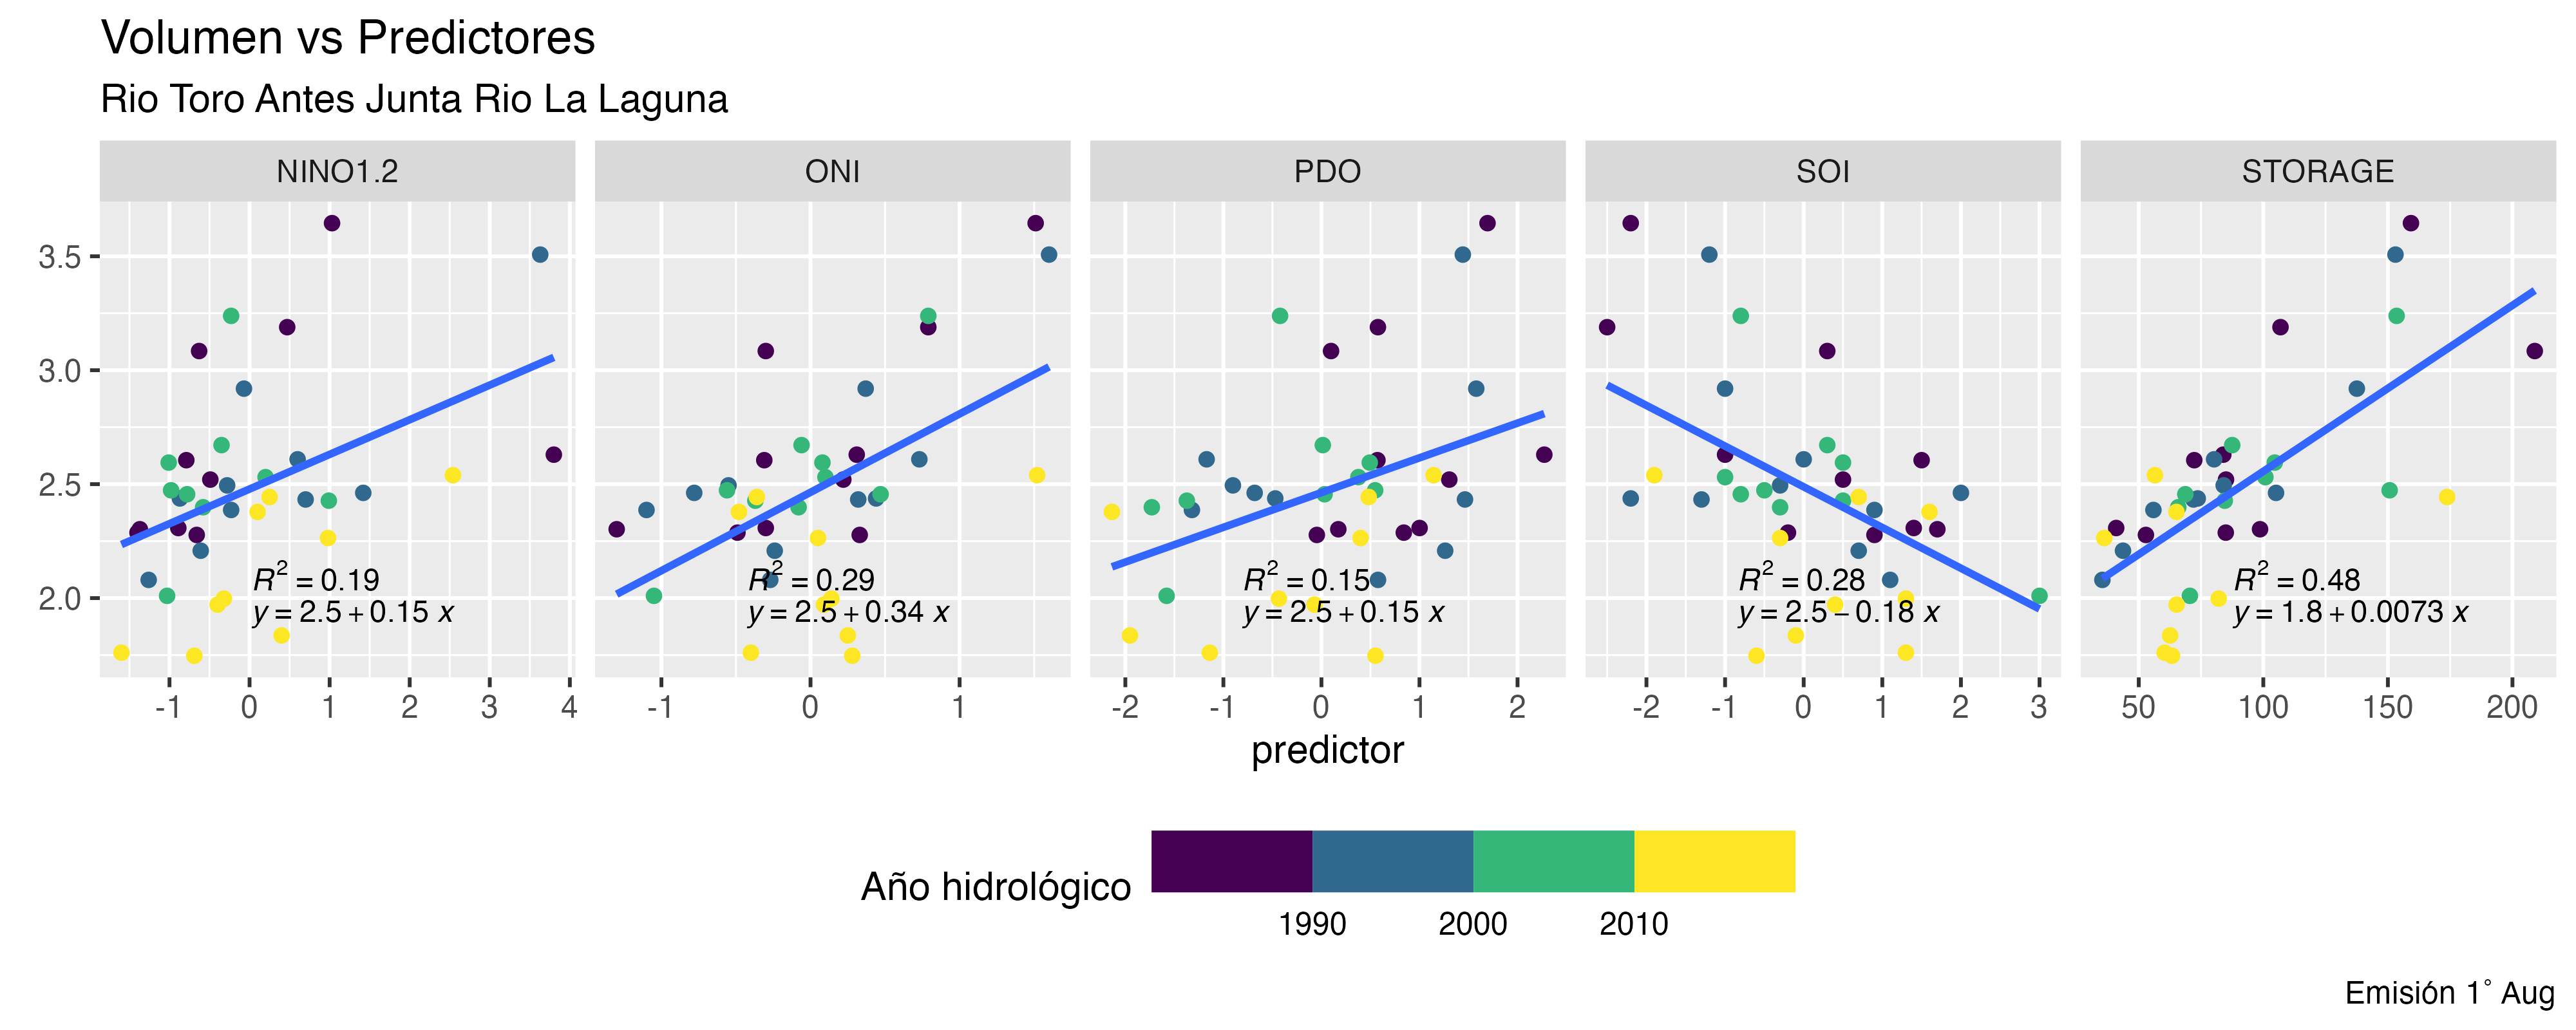 Volumen vs Predictores
Rio Toro Antes Junta Rio La Laguna
NINO1.2 ONI PDO SOI STORAGE
3.5
3.0
2.5
2.0
R² = 0.19 R² = 0.29 R² = 0.15 R² = 0.28 R² = 0.48
y = 2.5 + 0.15 x y = 2.5 + 0.34 x y = 2.5 + 0.15 x y = 2.5 − 0.18 x y = 1.8 + 0.0073 x
-1 0 1 2 3 4 -1 0 1 -2 -1 0 1 2 -2 -1 0 1 2 3 50 100 150 200
predictor
Año hidrológico
1990 2000 2010
Emisión 1° Aug